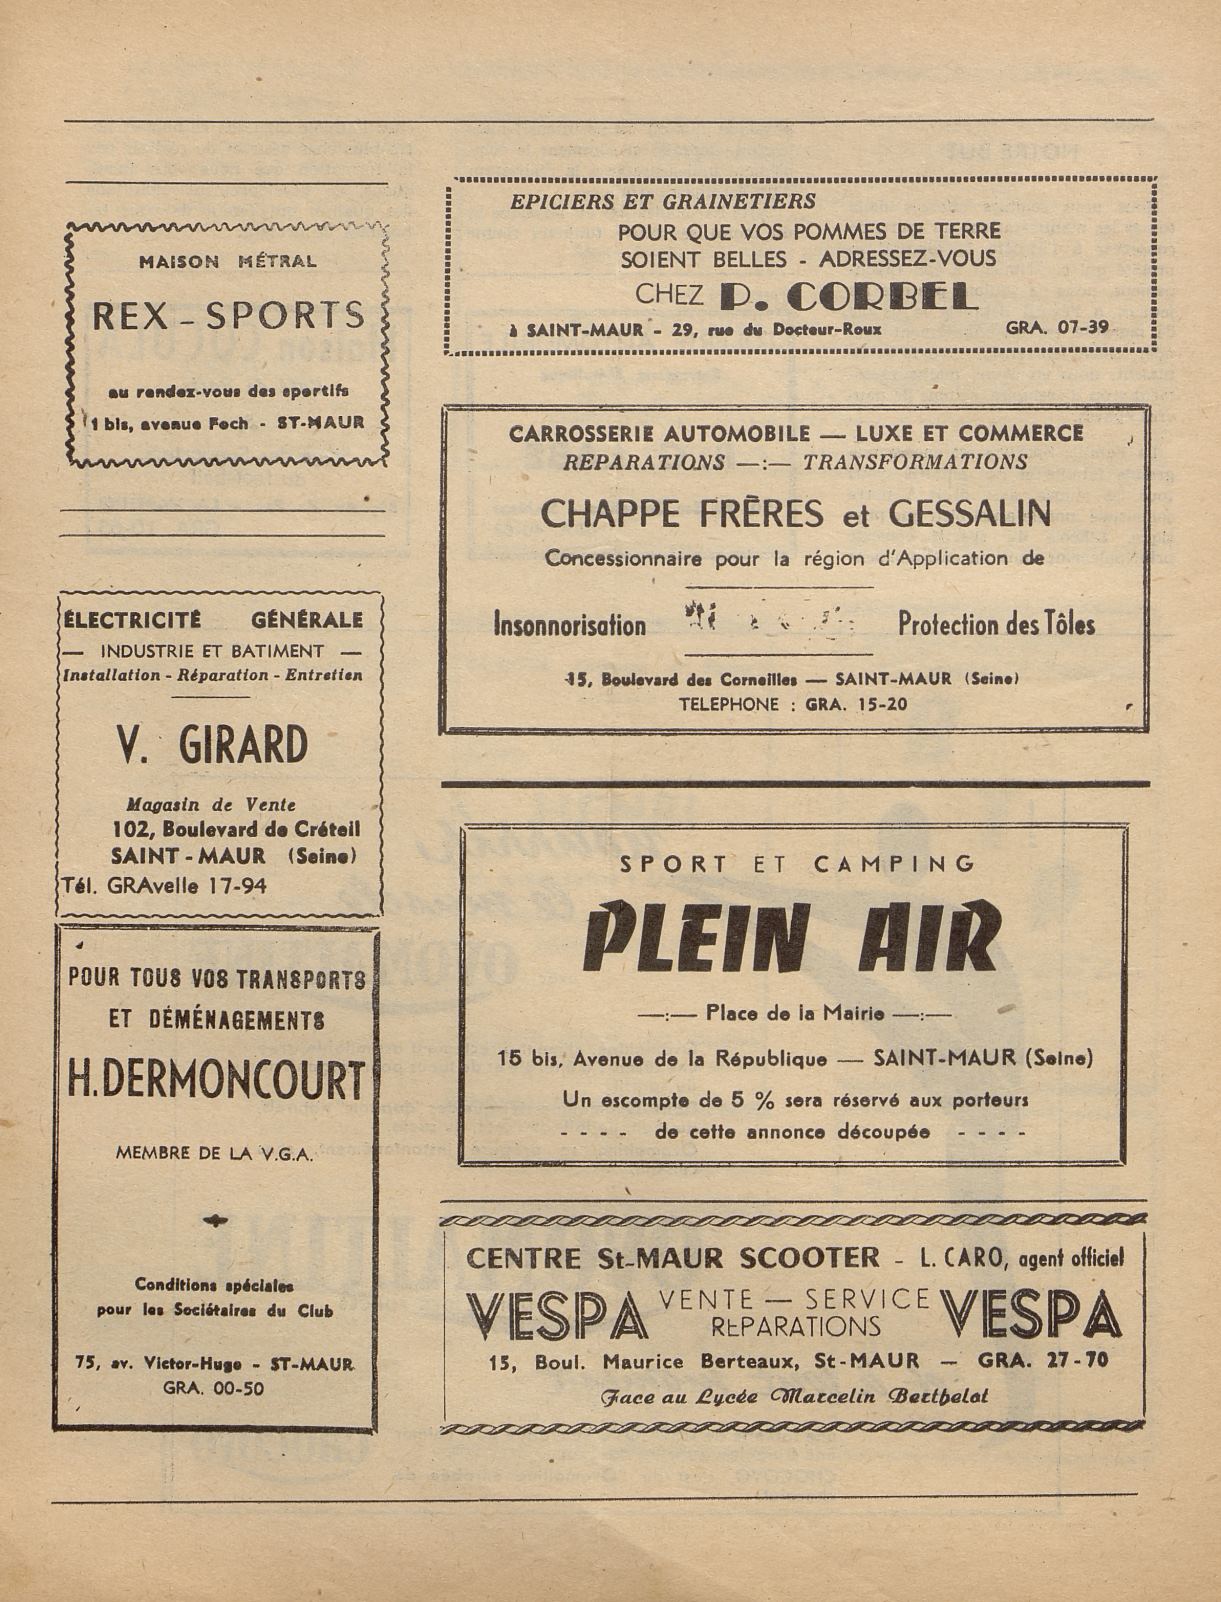 MAISON MÉTRAL
REX - SPORTS
au rendez-vous des sportifs
1 bis, avenue Foch - ST-MAUR
ÉLECTRICITÉ GÉNÉRALE
— INDUSTRIE ET BATIMENT —
Installation - Réparation - Entretien
V. GIRARD
Magasin de Vente
102, Boulevard de Créteil
SAINT-MAUR (Seine)
Tél. GRAvelle 17-94
POUR TOUS VOS TRANSPORTS
ET DÉMÉNAGEMENTS
H. DERMONCOURT
MEMBRE DE LA V.G.A.
Conditions spéciales
pour les Sociétaires du Club
75, av. Victor-Hugo - ST-MAUR
GRA. 00-50
EPICIERS ET GRAINETIERS
POUR QUE VOS POMMES DE TERRE
SOIENT BELLES - ADRESSEZ-VOUS
CHEZ P. CORBEL
à SAINT-MAUR - 29, rue du Docteur-Roux GRA. 07-39
CARROSSERIE AUTOMOBILE — LUXE ET COMMERCE
REPARATIONS —:— TRANSFORMATIONS
CHAPPE FRÈRES et GESSALIN
Concessionnaire pour la région d'Application de
Insonnorisation Protection des Tôles
15, Boulevard des Corneilles — SAINT-MAUR (Seine)
TELEPHONE : GRA. 15-20
SPORT ET CAMPING
PLEIN AIR
—:— Place de la Mairie —:—
15 bis, Avenue de la République — SAINT-MAUR (Seine)
Un escompte de 5 % sera réservé aux porteurs
- - - - de cette annonce découpée - - - -
CENTRE St-MAUR SCOOTER - L. CARO, agent officiel
VESPA VENTE — SERVICE VESPA
REPARATIONS
15, Boul. Maurice Berteaux, St-MAUR — GRA. 27-70
Face au Lycée Marcelin Berthelot